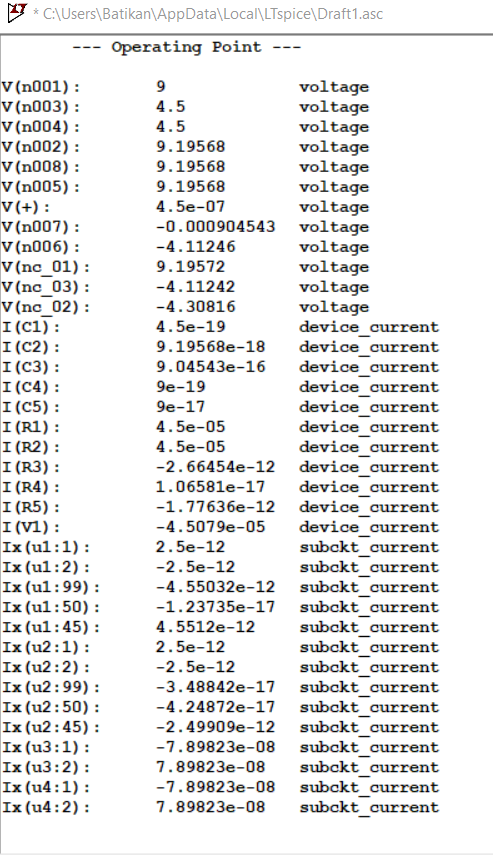 * C:\Users\Batikan\AppData\Local\LTspice\Draft1.asc
--- Operating Point ---
V(n001): 9 voltage
V(n003): 4.5 voltage
V(n004): 4.5 voltage
V(n002): 9.19568 voltage
V(n008): 9.19568 voltage
V(n005): 9.19568 voltage
V(+): 4.5e-07 voltage
V(n007): -0.000904543 voltage
V(n006): -4.11246 voltage
V(nc_01): 9.19572 voltage
V(nc_03): -4.11242 voltage
V(nc_02): -4.30816 voltage
I(C1): 4.5e-19 device_current
I(C2): 9.19568e-18 device_current
I(C3): 9.04543e-16 device_current
I(C4): 9e-19 device_current
I(C5): 9e-17 device_current
I(R1): 4.5e-05 device_current
I(R2): 4.5e-05 device_current
I(R3): -2.66454e-12 device_current
I(R4): 1.06581e-17 device_current
I(R5): -1.77636e-12 device_current
I(V1): -4.5079e-05 device_current
Ix(u1:1): 2.5e-12 subckt_current
Ix(u1:2): -2.5e-12 subckt_current
Ix(u1:99): -4.55032e-12 subckt_current
Ix(u1:50): -1.23735e-17 subckt_current
Ix(u1:45): 4.5512e-12 subckt_current
Ix(u2:1): 2.5e-12 subckt_current
Ix(u2:2): -2.5e-12 subckt_current
Ix(u2:99): -3.48842e-17 subckt_current
Ix(u2:50): -4.24872e-17 subckt_current
Ix(u2:45): -2.49909e-12 subckt_current
Ix(u3:1): -7.89823e-08 subckt_current
Ix(u3:2): 7.89823e-08 subckt_current
Ix(u4:1): -7.89823e-08 subckt_current
Ix(u4:2): 7.89823e-08 subckt_current